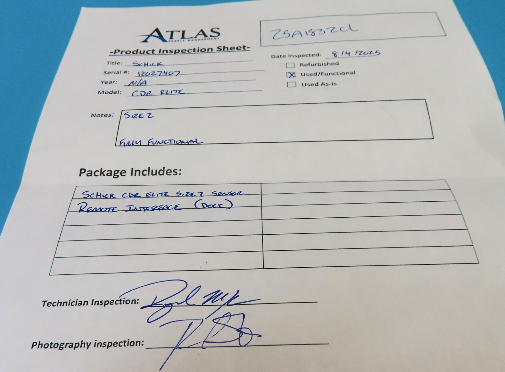 ATLAS
-Product Inspection Sheet-
25A1832CL
Title: SCHICK
Serial #: 12027407
Year: N/A
Model: CDR ELITE
Date Inspected: 8/4/2025
Refurbished
Used/Functional
Used As-Is
Notes: SIZE 2
FULLY FUNCTIONAL
Package Includes:
SCHICK CDR ELITE SIZE 2 SENSOR
REMOTE INTERFACE (DOCK)
Technician Inspection:
Photography inspection: